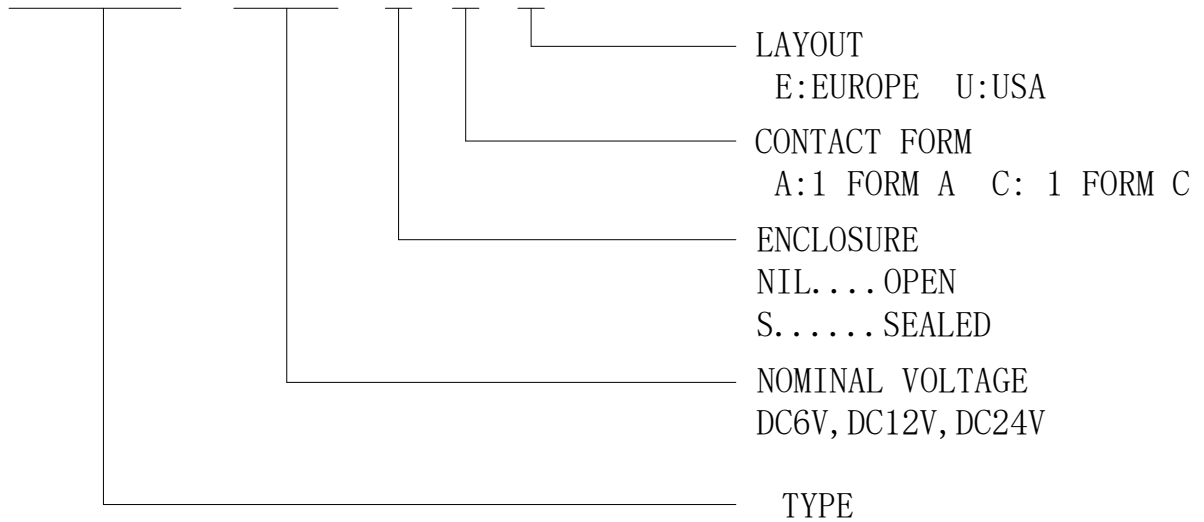 LAYOUT
E:EUROPE U:USA
CONTACT FORM
A:1 FORM A C: 1 FORM C
ENCLOSURE
NIL....OPEN
S......SEALED
NOMINAL VOLTAGE
DC6V,DC12V,DC24V
TYPE